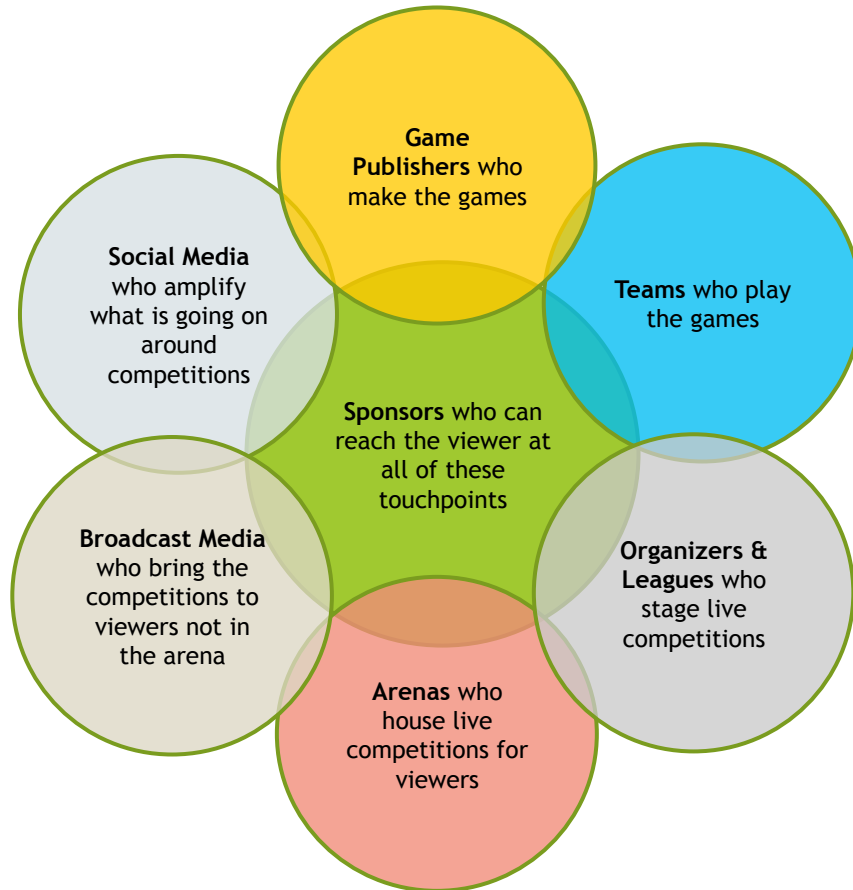 Game
Publishers who
make the games
Social Media
who amplify
what is going on
around
competitions
Teams who play
the games
Sponsors who can
reach the viewer at
all of these
touchpoints
Broadcast Media
who bring the
competitions to
viewers not in
the arena
Organizers &
Leagues who
stage live
competitions
Arenas who
house live
competitions for
viewers